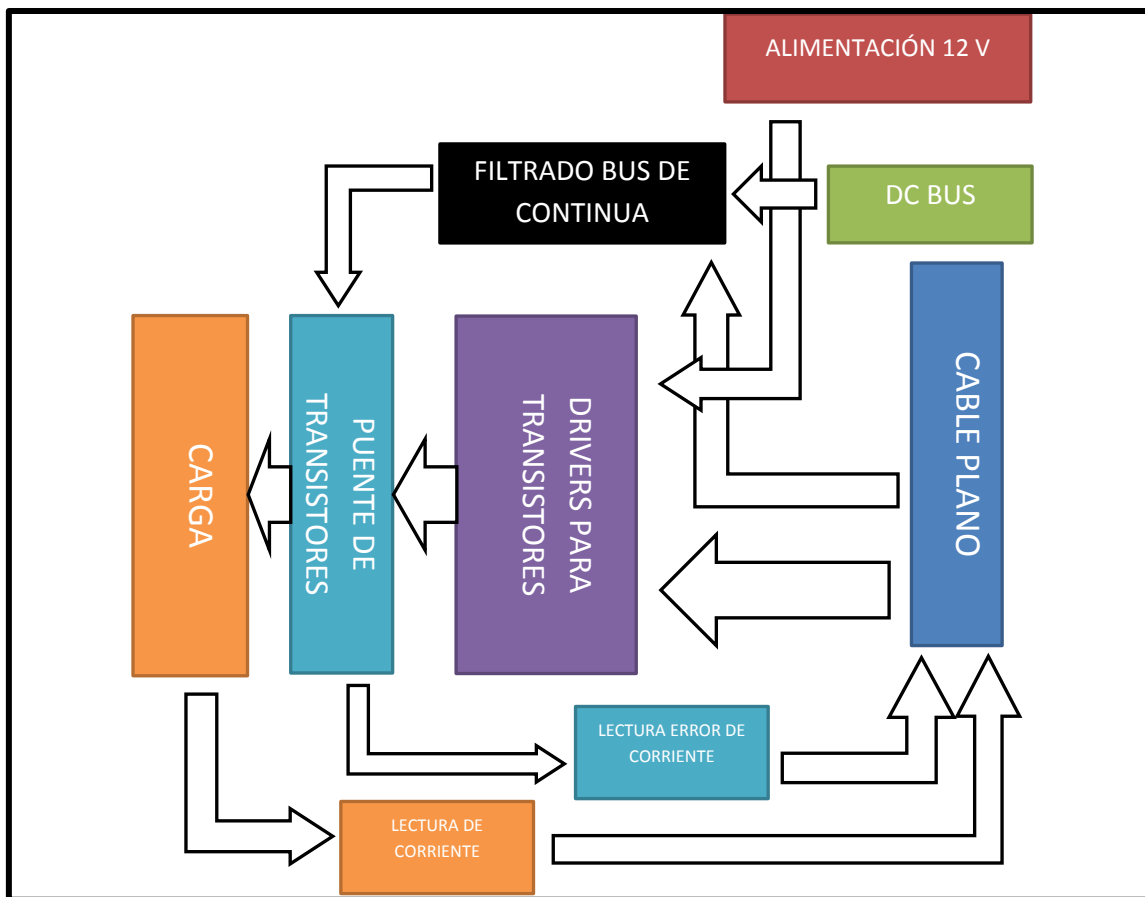 ALIMENTACIÓN 12 V
FILTRADO BUS DE
CONTINUA
DC BUS
CARGA
PUENTE DE
TRANSISTORES
DRIVERS PARA
TRANSISTORES
CABLE PLANO
LECTURA ERROR DE
CORRIENTE
LECTURA DE
CORRIENTE